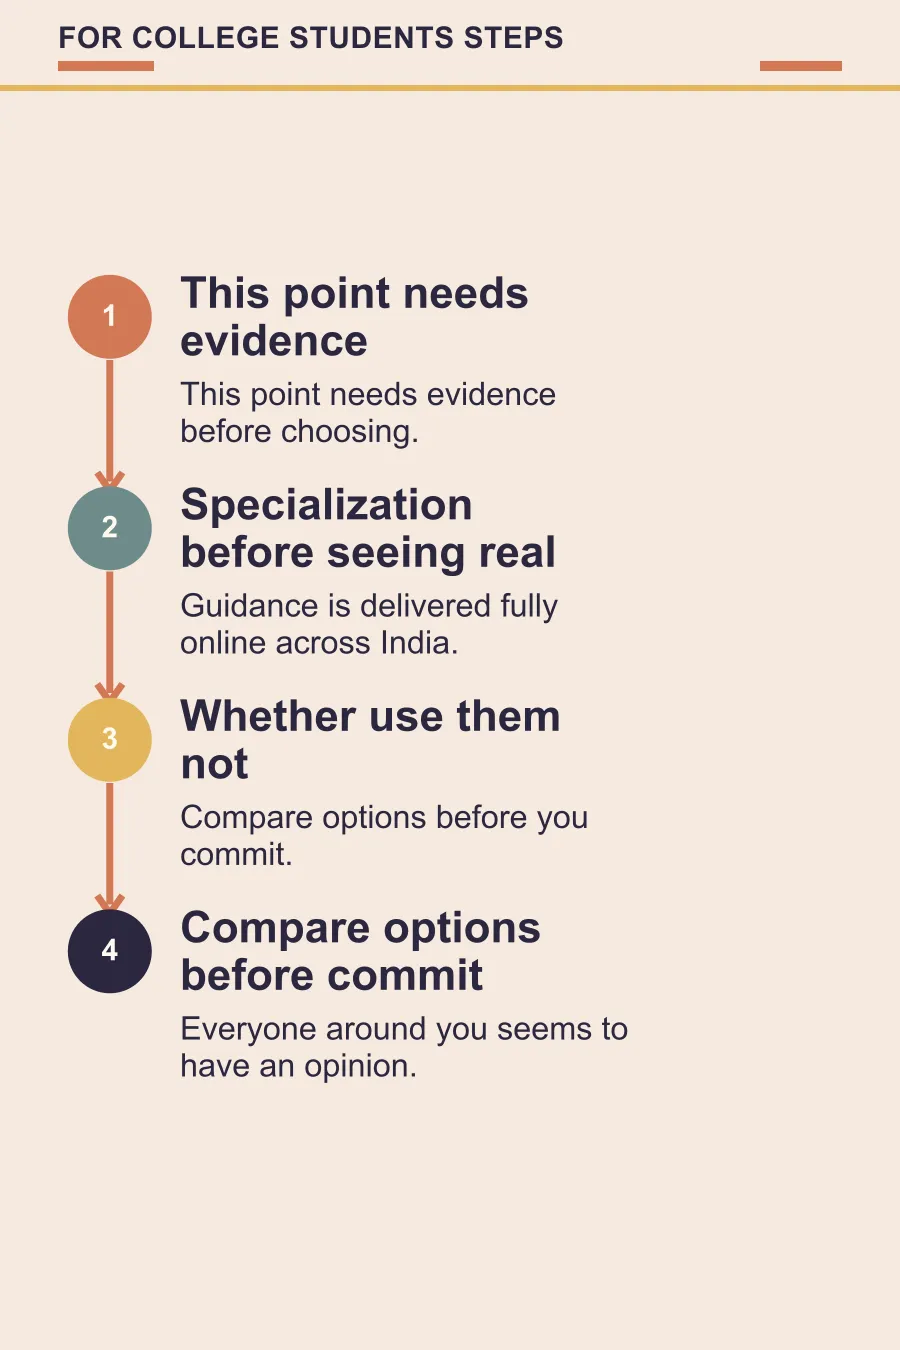 FOR COLLEGE STUDENTS STEPS
1
This point needs
evidence
This point needs evidence
before choosing.
2
Specialization
before seeing real
Guidance is delivered fully
online across India.
3
Whether use them
not
Compare options before you
commit.
4
Compare options
before commit
Everyone around you seems to
have an opinion.